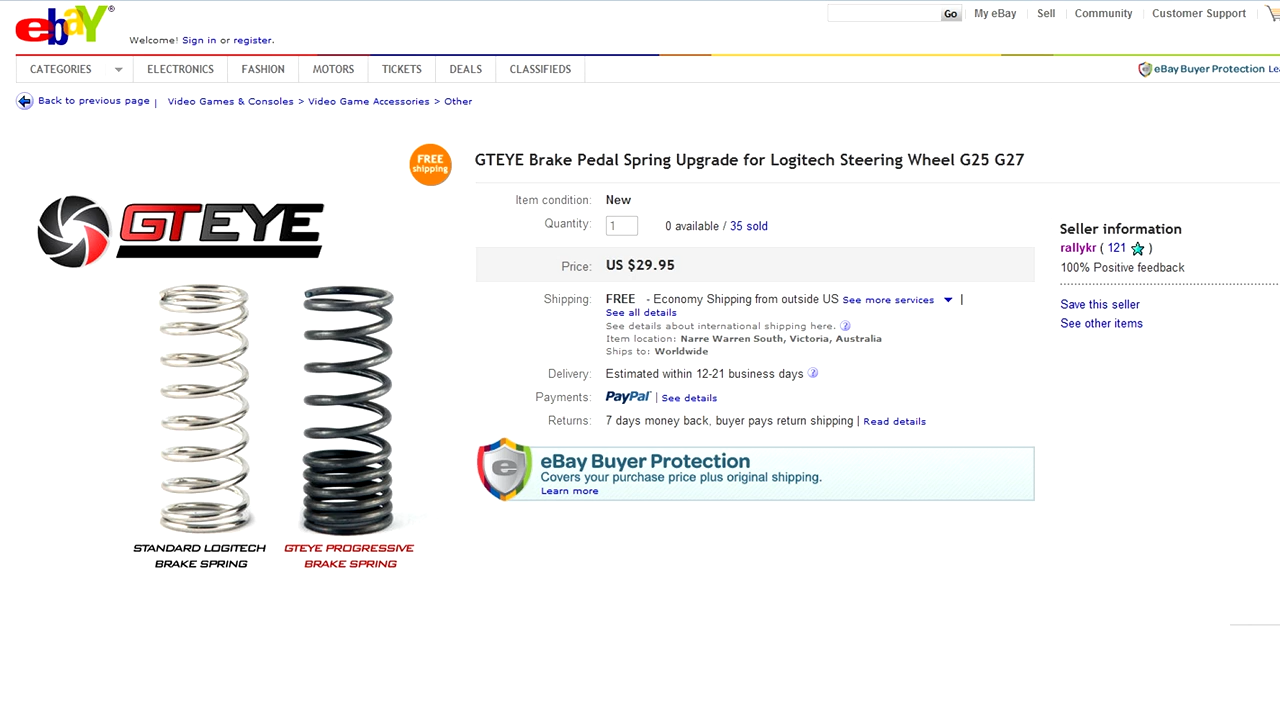 ebaY®
Welcome! Sign in or register.
Go
My eBay
Sell
Community
Customer Support
CATEGORIES
ELECTRONICS
FASHION
MOTORS
TICKETS
DEALS
CLASSIFIEDS
eBay Buyer Protection Le
Back to previous page | Video Games & Consoles > Video Game Accessories > Other
FREE
shipping
GTEYE
STANDARD LOGITECH
BRAKE SPRING
GTEYE PROGRESSIVE
BRAKE SPRING
GTEYE Brake Pedal Spring Upgrade for Logitech Steering Wheel G25 G27
Item condition: New
Quantity: 1 0 available / 35 sold
Price: US $29.95
Shipping: FREE - Economy Shipping from outside US See more services |
See all details
See details about international shipping here.
Item location: Narre Warren South, Victoria, Australia
Ships to: Worldwide
Delivery: Estimated within 12-21 business days
Payments: PayPal | See details
Returns: 7 days money back, buyer pays return shipping | Read details
e
eBay Buyer Protection
Covers your purchase price plus original shipping.
Learn more
Seller information
rallykr ( 121 )
100% Positive feedback
Save this seller
See other items